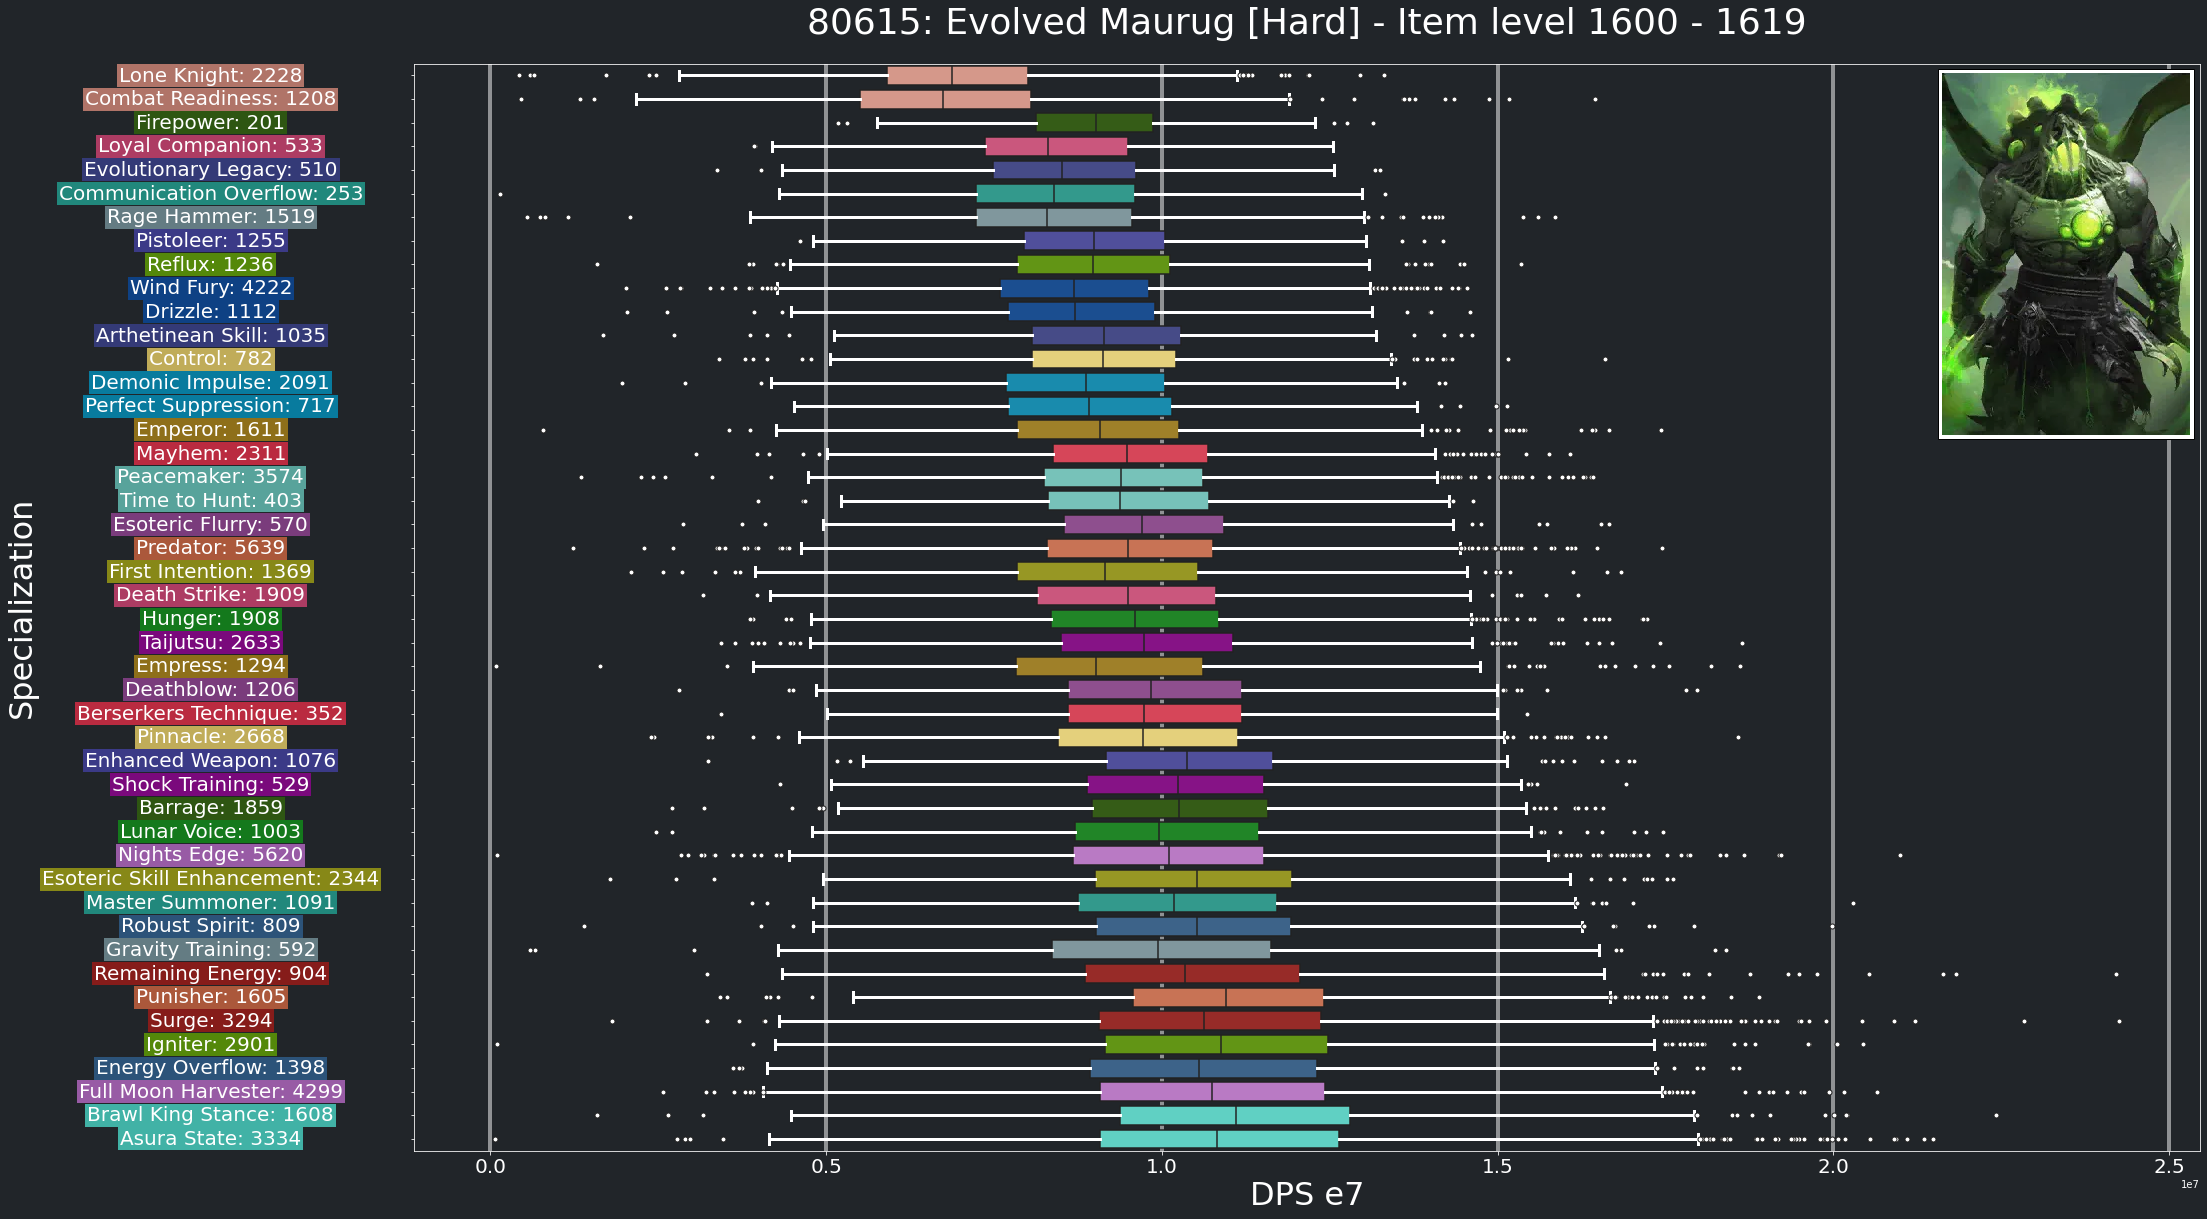 80615: Evolved Maurug [Hard] - Item level 1600 - 1619
Lone Knight: 2228
Combat Readiness: 1208
Firepower: 201
Loyal Companion: 533
Evolutionary Legacy: 510
Communication Overflow: 253
Rage Hammer: 1519
Pistoleer: 1255
Reflux: 1236
Wind Fury: 4222
Drizzle: 1112
Arthetinean Skill: 1035
Control: 782
Demonic Impulse: 2091
Perfect Suppression: 717
Emperor: 1611
Mayhem: 2311
Peacemaker: 3574
Time to Hunt: 403
Esoteric Flurry: 570
Predator: 5639
First Intention: 1369
Death Strike: 1909
Hunger: 1908
Taijutsu: 2633
Empress: 1294
Deathblow: 1206
Berserkers Technique: 352
Pinnacle: 2668
Enhanced Weapon: 1076
Shock Training: 529
Barrage: 1859
Lunar Voice: 1003
Nights Edge: 5620
Esoteric Skill Enhancement: 2344
Master Summoner: 1091
Robust Spirit: 809
Gravity Training: 592
Remaining Energy: 904
Punisher: 1605
Surge: 3294
Igniter: 2901
Energy Overflow: 1398
Full Moon Harvester: 4299
Brawl King Stance: 1608
Asura State: 3334
Specialization
0.0 0.5 1.0 1.5 2.0 2.5
1e7
DPS e7